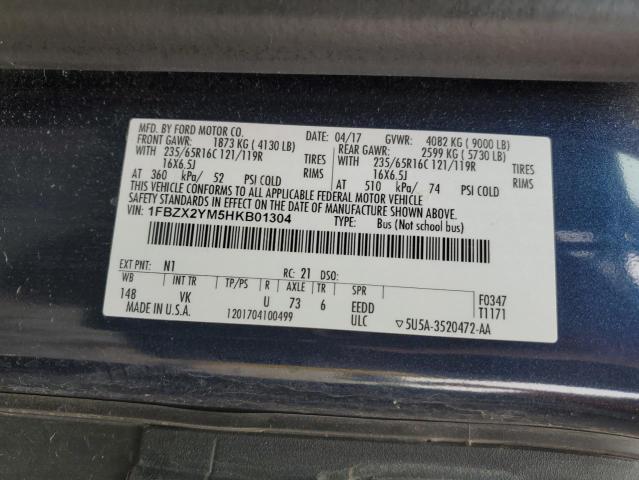 MFD. BY FORD MOTOR CO. DATE: 04/17 GVWR: 4082 KG ( 9000 LB)
FRONT GAWR: 1873 KG ( 4130 LB) REAR GAWR: 2599 KG ( 5730 LB)
WITH 235/65R16C 121/119R TIRES WITH 235/65R16C 121/119R TIRES
16X6.5J RIMS 16X6.5J RIMS
AT 360 kPa/ 52 PSI COLD AT 510 kPa/ 74 PSI COLD
THIS VEHICLE CONFORMS TO ALL APPLICABLE FEDERAL MOTOR VEHICLE
SAFETY STANDARDS IN EFFECT ON THE DATE OF MANUFACTURE SHOWN ABOVE.
VIN: 1FBZX2YM5HKB01304 TYPE: Bus (Not school bus)
EXT PNT: N1 RC: 21 DSO:
WB INT TR TP/PS R AXLE TR SPR F0347
148 VK U 73 6 EEDD T1171
MADE IN U.S.A. 1201704100499 ULC ▽5U5A-3520472-AA